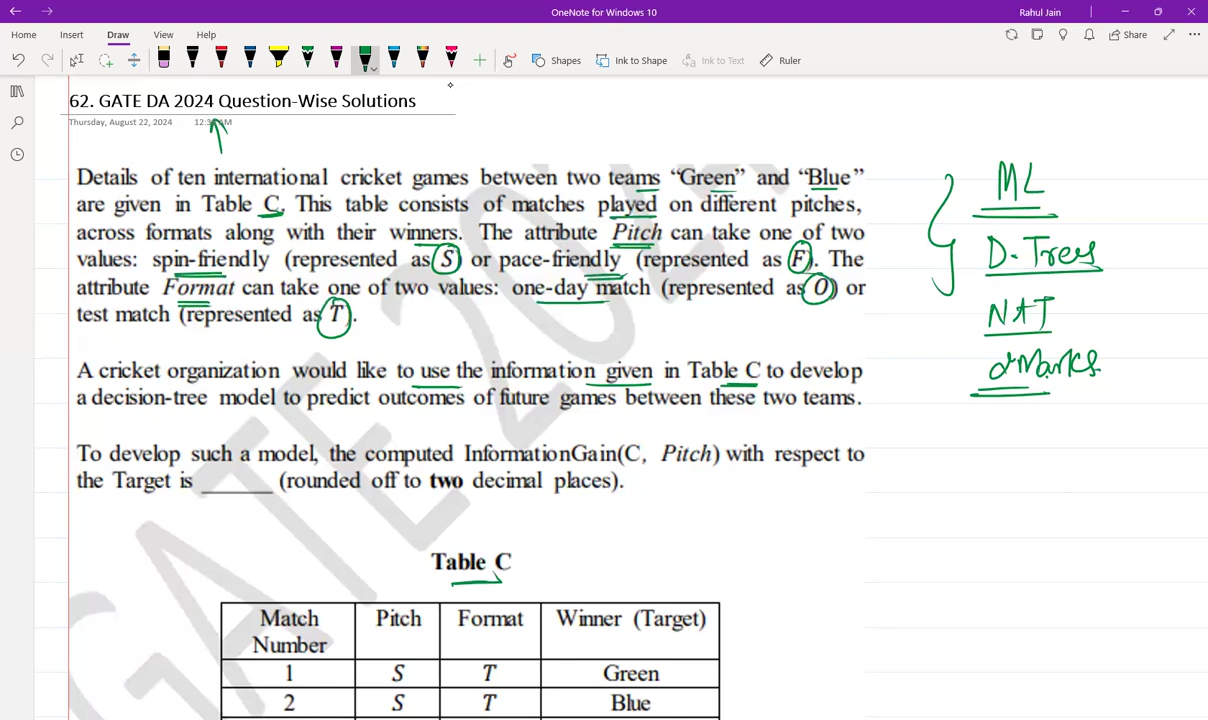 OneNote for Windows 10
Rahul Jain
Home Insert Draw View Help
Share
Shapes Ink to Shape Ink to Text Ruler
62. GATE DA 2024 Question-Wise Solutions
Thursday, August 22, 2024
Details of ten international cricket games between two teams “Green” and “Blue”
are given in Table C. This table consists of matches played on different pitches,
across formats along with their winners. The attribute Pitch can take one of two
values: spin-friendly (represented as S) or pace-friendly (represented as F). The
attribute Format can take one of two values: one-day match (represented as O) or
test match (represented as T).
A cricket organization would like to use the information given in Table C to develop
a decision-tree model to predict outcomes of future games between these two teams.
To develop such a model, the computed InformationGain(C, Pitch) with respect to
the Target is ______ (rounded off to two decimal places).
ML
D-Trees
NAT
2Marks
Table C
Match Number Pitch Format Winner (Target)
1 S T Green
2 S T Blue
GATE 2024